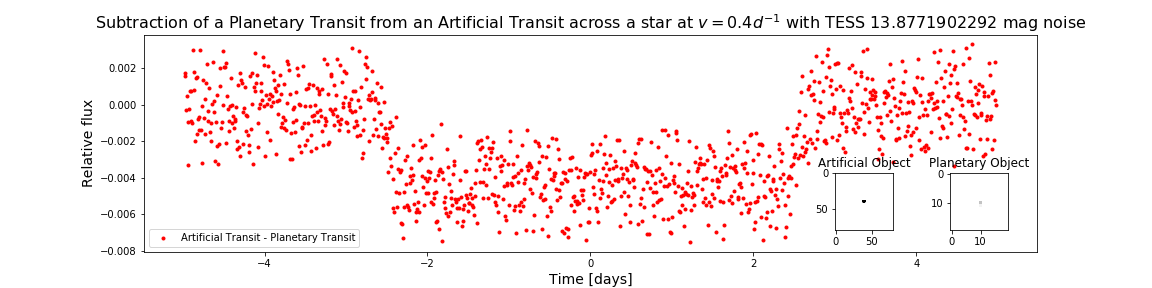 Subtraction of a Planetary Transit from an Artificial Transit across a star at v = 0.4d⁻¹ with TESS 13.8771902292 mag noise
Relative flux
0.002
0.000
−0.002
−0.004
−0.006
−0.008
Artificial Transit - Planetary Transit
Artificial Object
0
50
0 50
Planetary Object
0
10
0 10
−4 −2 0 2 4
Time [days]